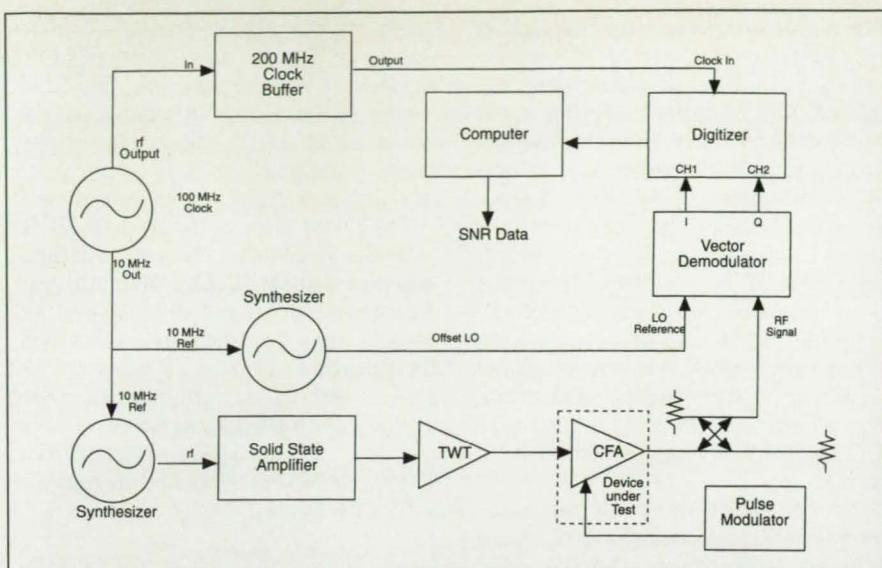 In
200 MHz
Clock
Buffer
Output
Clock In
Computer
Digitizer
CH1
CH2
rf
Output
100 MHz
Clock
SNR Data
I
Q
Vector
Demodulator
10 MHz
Out
Synthesizer
LO
Reference
RF
Signal
10 MHz
Ref
Offset LO
10 MHz
Ref
rf
Solid State
Amplifier
TWT
CFA
Device
under
Test
Synthesizer
Pulse
Modulator